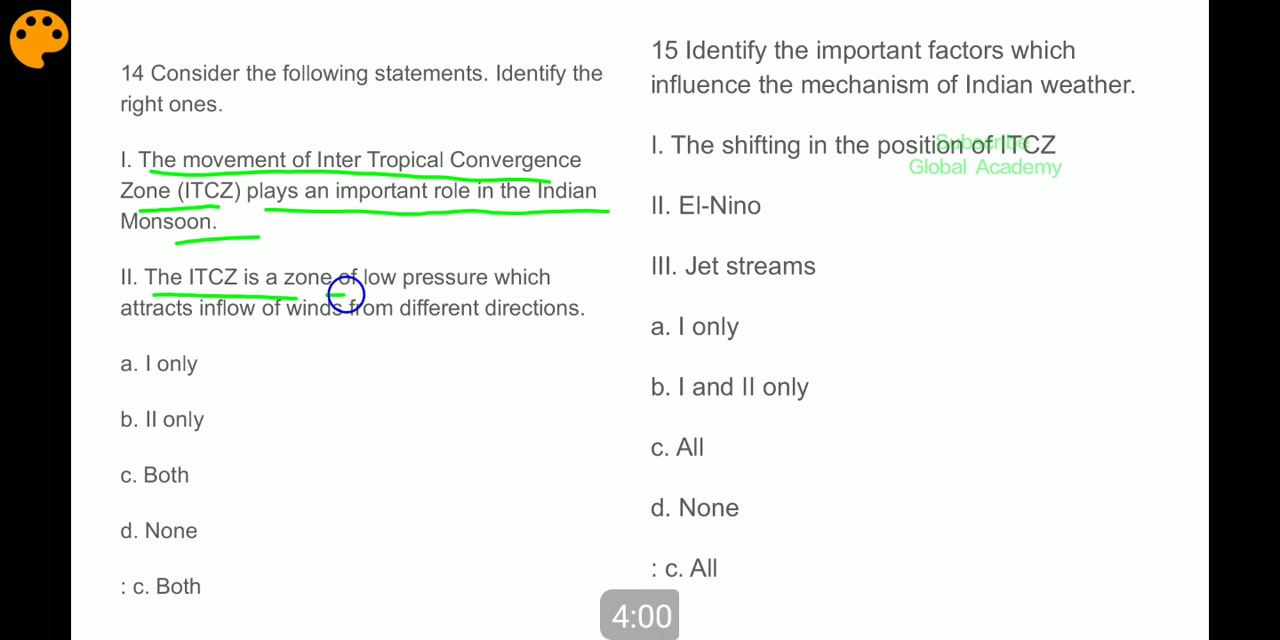 14 Consider the following statements. Identify the
right ones.
I. The movement of Inter Tropical Convergence
Zone (ITCZ) plays an important role in the Indian
Monsoon.
II. The ITCZ is a zone of low pressure which
attracts inflow of winds from different directions.
a. I only
b. II only
c. Both
d. None
: c. Both
15 Identify the important factors which
influence the mechanism of Indian weather.
I. The shifting in the position of ITCZ
Subscribe
Global Academy
II. El-Nino
III. Jet streams
a. I only
b. I and II only
c. All
d. None
: c. All
4:00